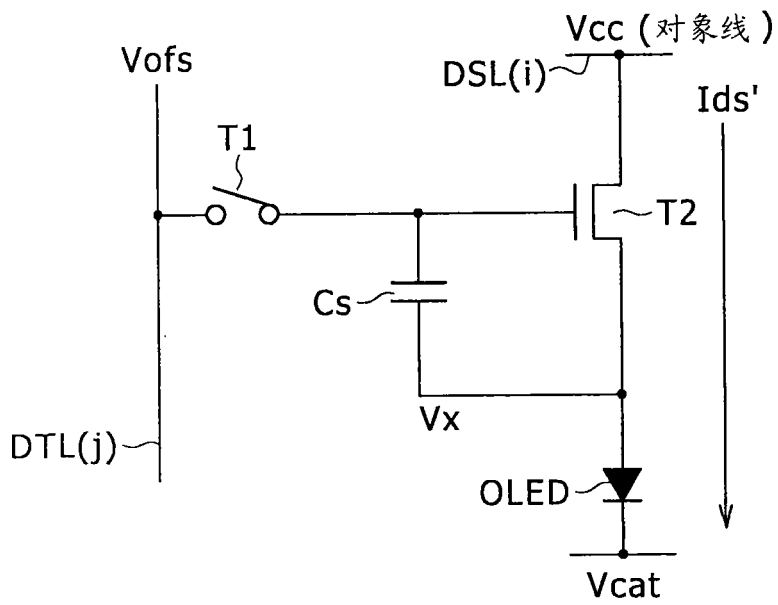 Vcc (对象线)
Vofs
DSL(i)
Ids'
T1
T2
Cs
Vx
DTL(j)
OLED
Vcat